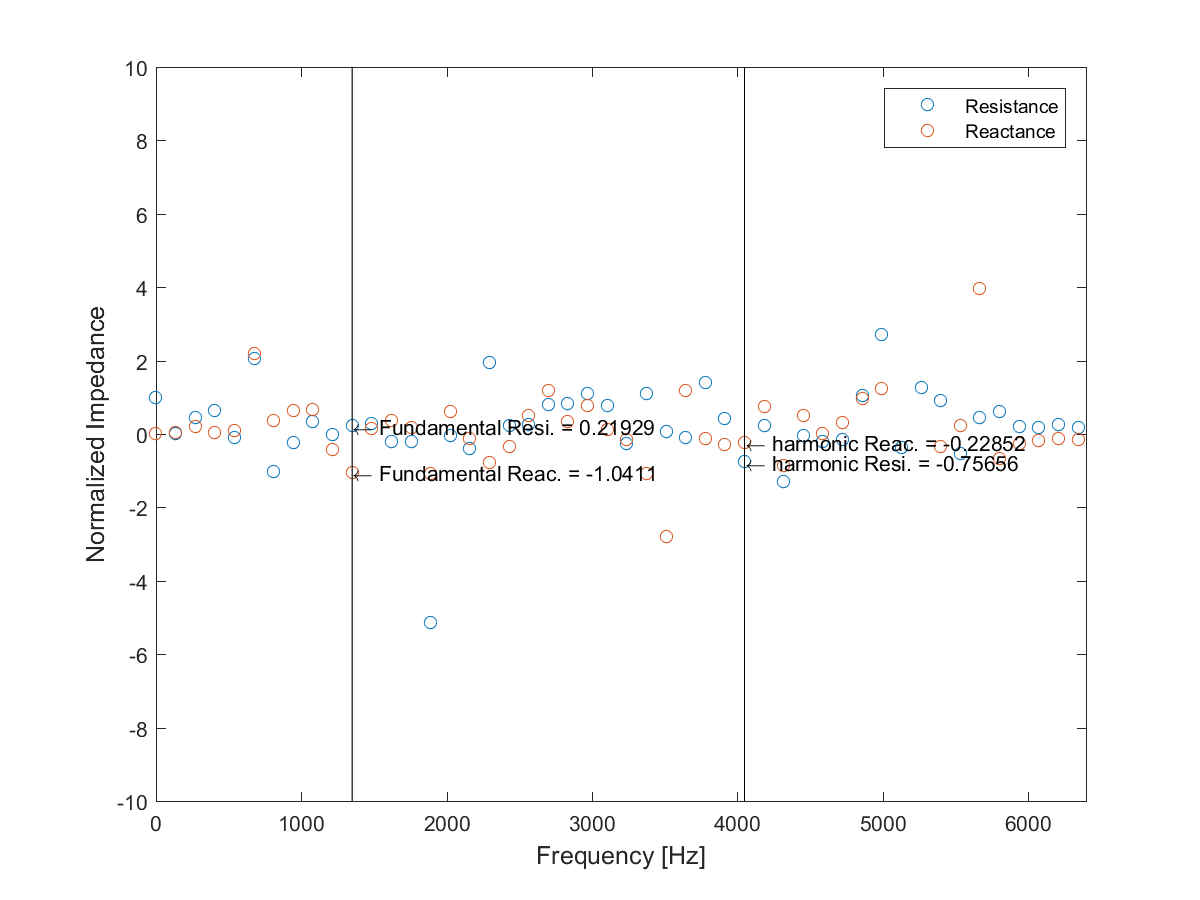 10
8
6
4
2
0
-2
-4
-6
-8
-10
Normalized Impedance
Resistance
Reactance
← Fundamental Resi. = 0.21929
← Fundamental Reac. = -1.0411
← harmonic Reac. = -0.22852
← harmonic Resi. = -0.75656
0 1000 2000 3000 4000 5000 6000
Frequency [Hz]